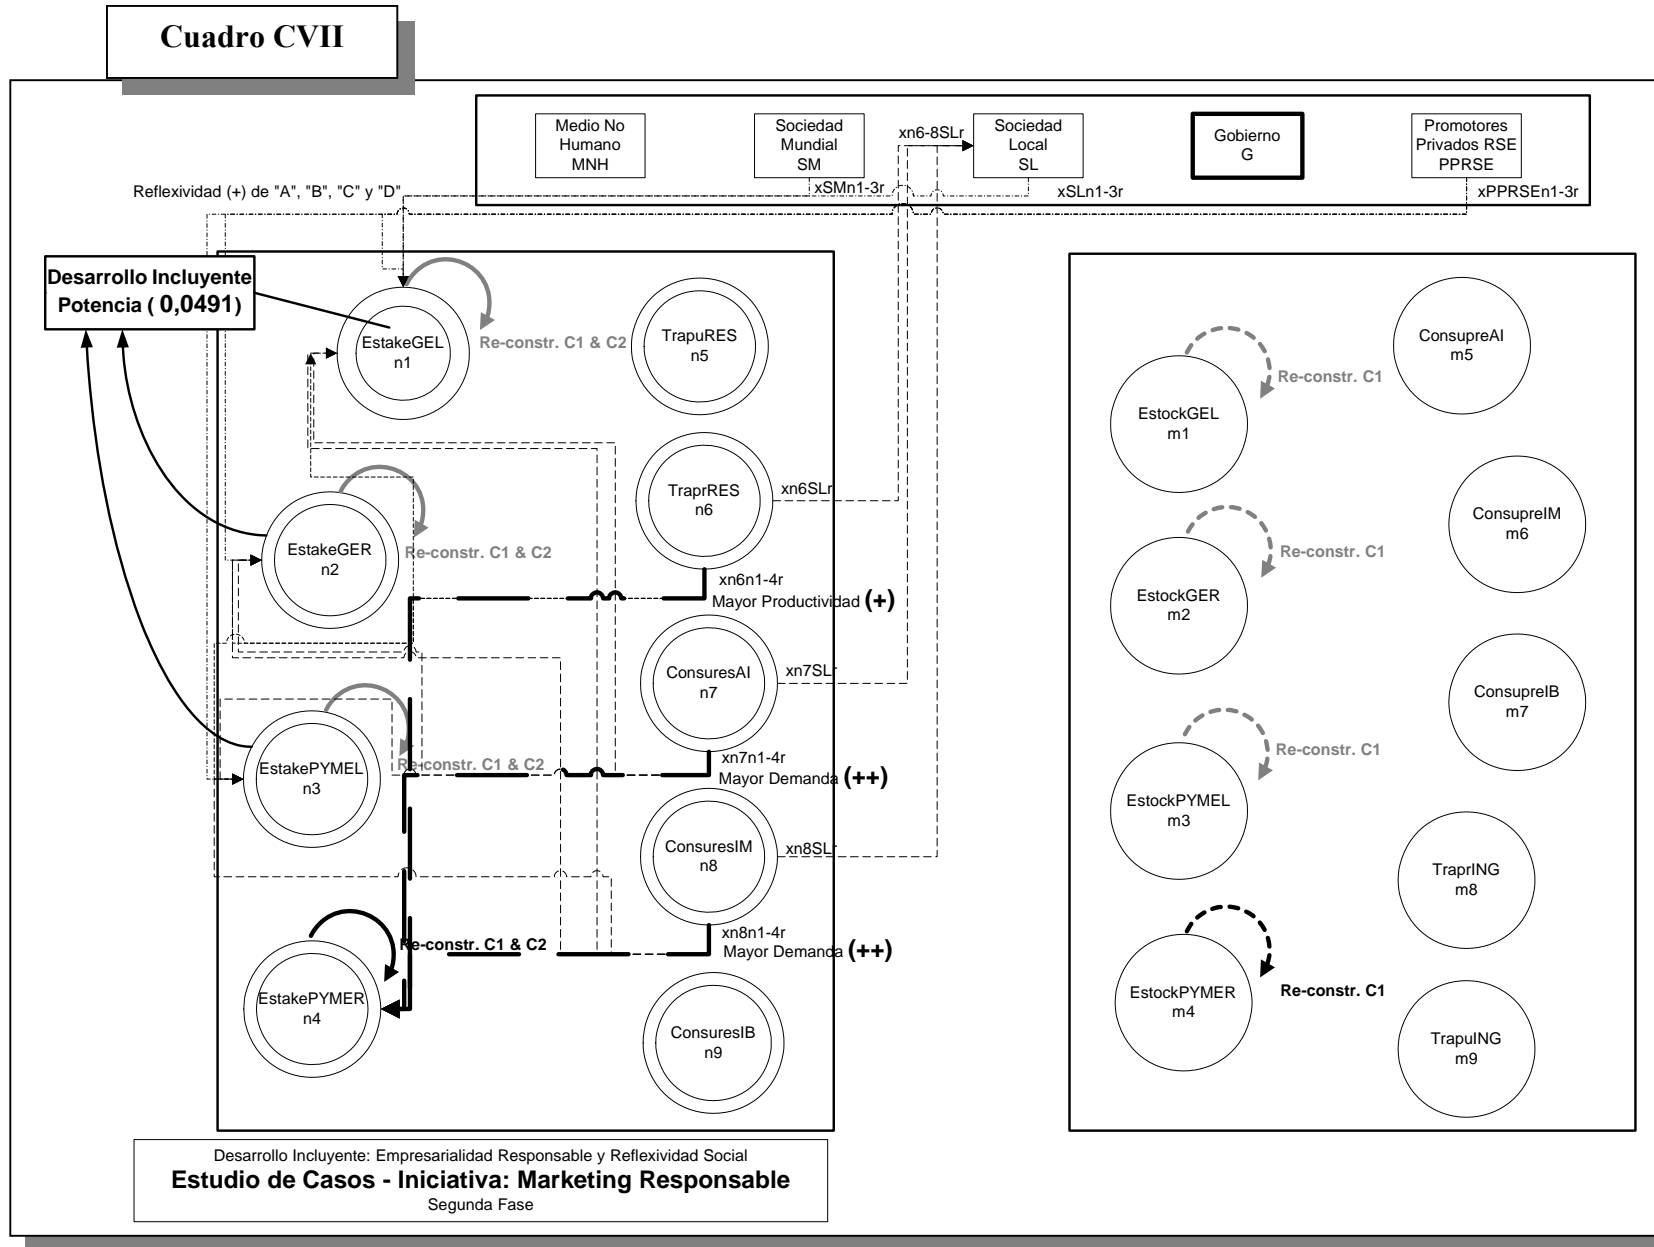 Cuadro CVII
Medio No
Humano
MNH
Sociedad
Mundial
SM
xn6-8SLr
Sociedad
Local
SL
Gobierno
G
Promotores
Privados RSE
PPRSE
Reflexividad (+) de "A", "B", "C" y "D"
xSMn1-3r
xSLn1-3r
xPPRSEn1-3r
Desarrollo Incluyente
Potencia ( 0,0491)
EstakeGEL
n1
Re-constr. C1 & C2
TrapuRES
n5
EstakeGER
n2
Re-constr. C1 & C2
TraprRES
n6
xn6SLr
xn6n1-4r
Mayor Productividad (+)
EstakePYMEL
n3
Re-constr. C1 & C2
ConsuresAI
n7
xn7SLr
xn7n1-4r
Mayor Demanda (++)
ConsuresIM
n8
xn8SLr
xn8n1-4r
Mayor Demanda (++)
EstakePYMER
n4
Re-constr. C1 & C2
ConsuresIB
n9
EstockGEL
m1
Re-constr. C1
ConsupreAI
m5
EstockGER
m2
Re-constr. C1
ConsupreIM
m6
EstockPYMEL
m3
Re-constr. C1
ConsupreIB
m7
TraprING
m8
EstockPYMER
m4
Re-constr. C1
TrapuING
m9
Desarrollo Incluyente: Empresarialidad Responsable y Reflexividad Social
Estudio de Casos - Iniciativa: Marketing Responsable
Segunda Fase